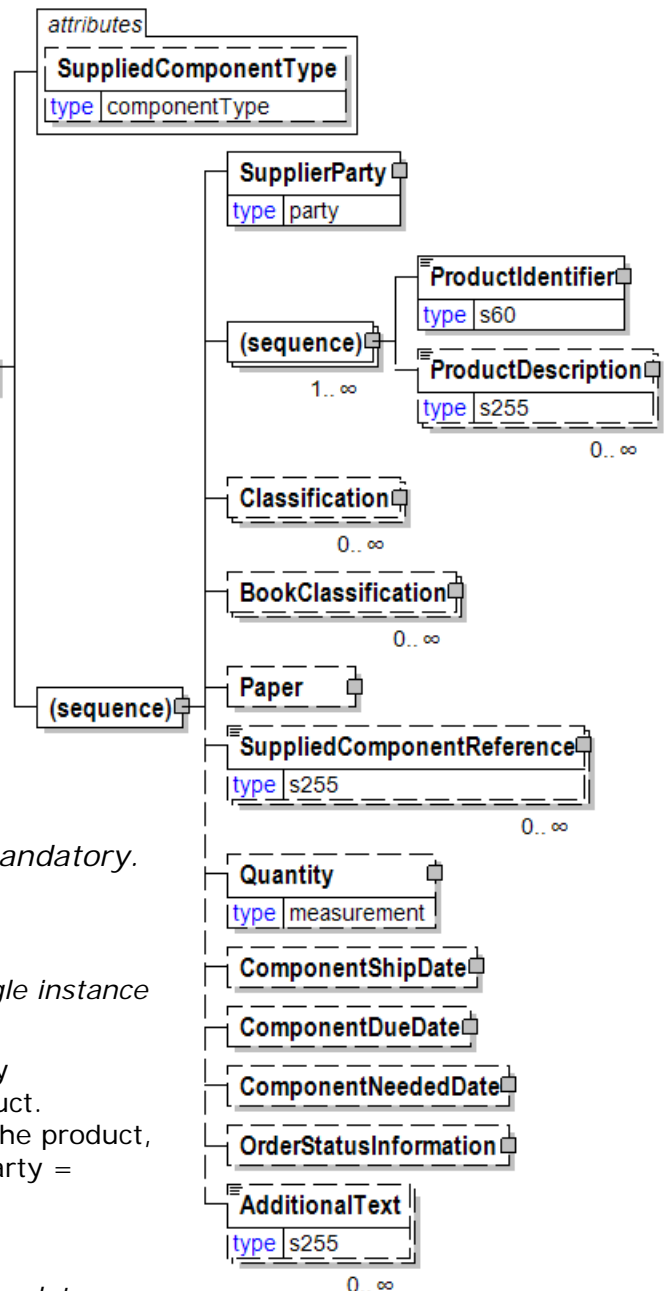 attributes
SuppliedComponentType
type componentType
SupplierParty
type party
(sequence)
1.. ∞
ProductIdentifier
type s60
ProductDescription
type s255
0.. ∞
Classification
0.. ∞
BookClassification
0.. ∞
Paper
(sequence)
SuppliedComponentReference
type s255
0.. ∞
andatory.
Quantity
type measurement
gle instance
ComponentShipDate
ComponentDueDate
y
uct.
ComponentNeededDate
he product,
OrderStatusInformation
arty =
AdditionalText
type s255
0.. ∞